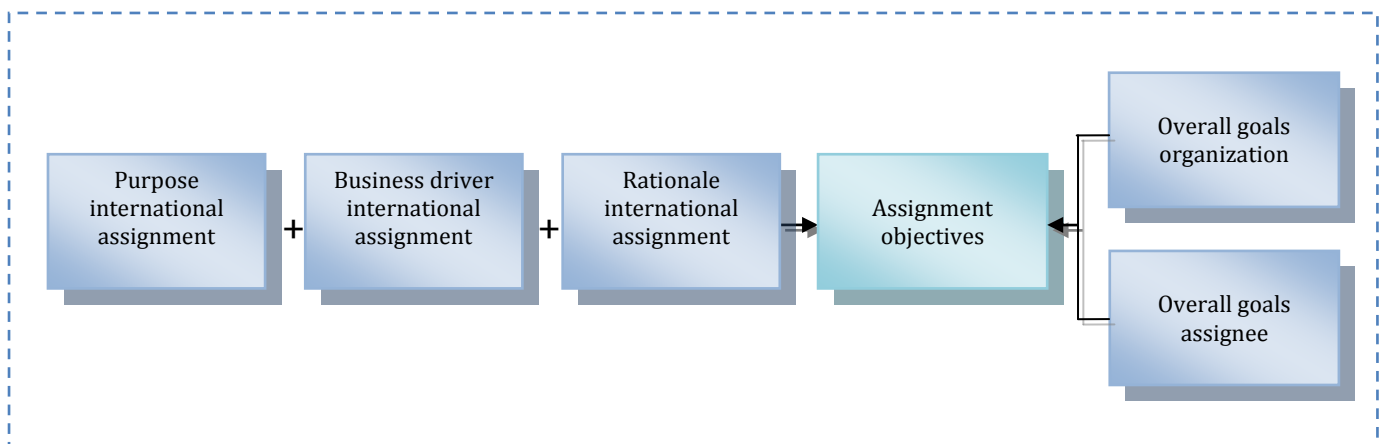 Purpose
international
assignment
+
Business driver
international
assignment
+
Rationale
international
assignment
Assignment
objectives
Overall goals
organization
Overall goals
assignee